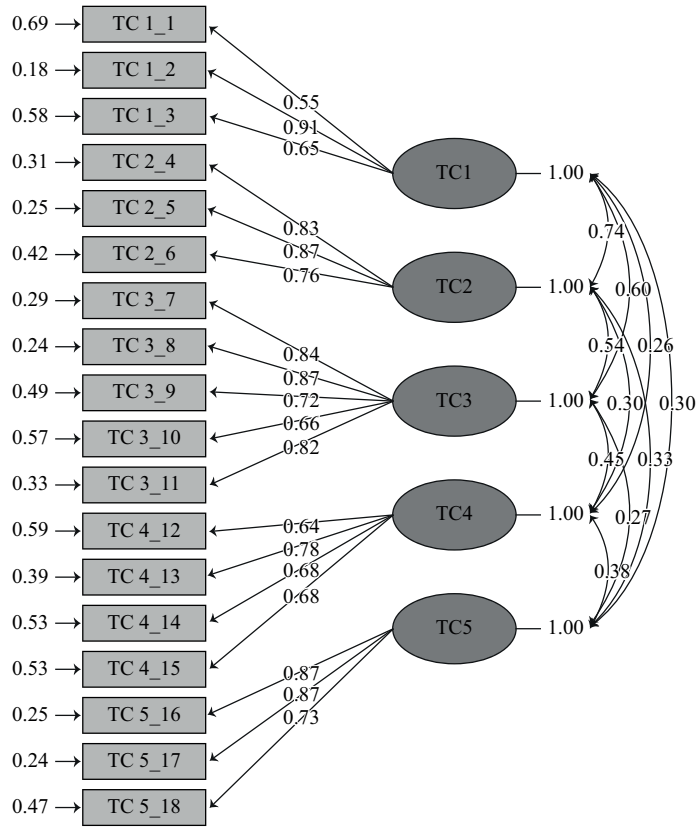 0.69 TC 1_1
0.18 TC 1_2
0.58 TC 1_3
0.31 TC 2_4
0.25 TC 2_5
0.42 TC 2_6
0.29 TC 3_7
0.24 TC 3_8
0.49 TC 3_9
0.57 TC 3_10
0.33 TC 3_11
0.59 TC 4_12
0.39 TC 4_13
0.53 TC 4_14
0.53 TC 4_15
0.25 TC 5_16
0.24 TC 5_17
0.47 TC 5_18
0.55
0.91
0.65
0.83
0.87
0.76
0.84
0.87
0.72
0.66
0.82
0.64
0.78
0.68
0.68
0.87
0.87
0.73
TC1 1.00
TC2 1.00
TC3 1.00
TC4 1.00
TC5 1.00
0.74
0.60
0.54 0.26
0.30 0.30
0.45 0.33
0.27
0.38